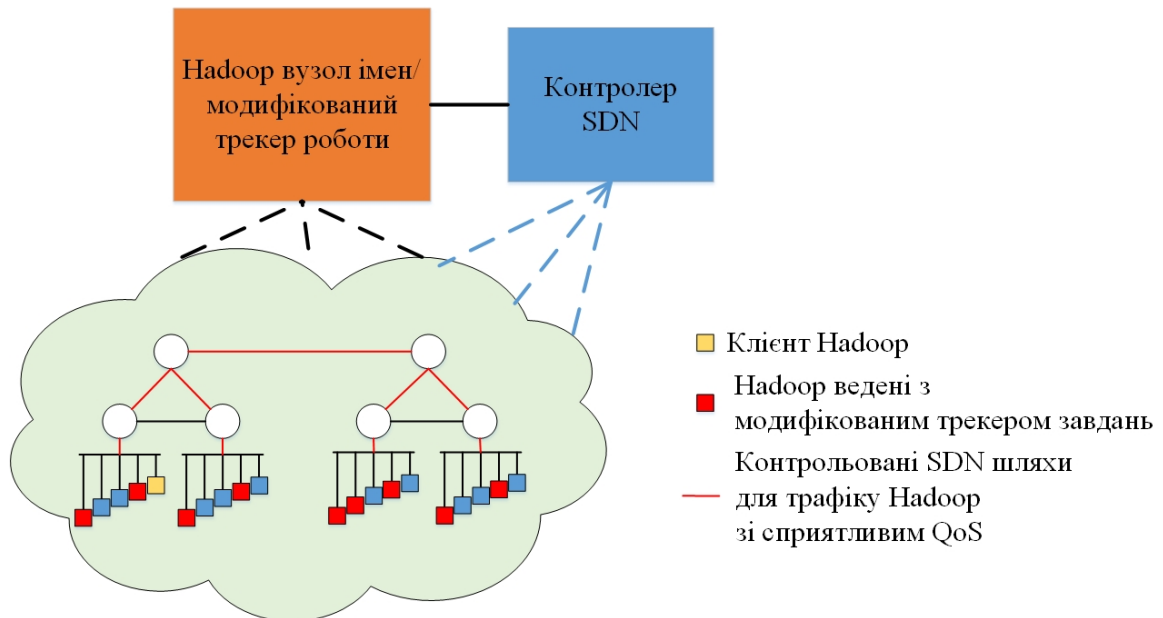 Hadoop вузол імен/
модифікований
трекер роботи
Контролер
SDN
Клієнт Hadoop
Hadoop ведені з
модифікованим трекером завдань
Контрольовані SDN шляхи
для трафіку Hadoop
зі сприятливим QoS